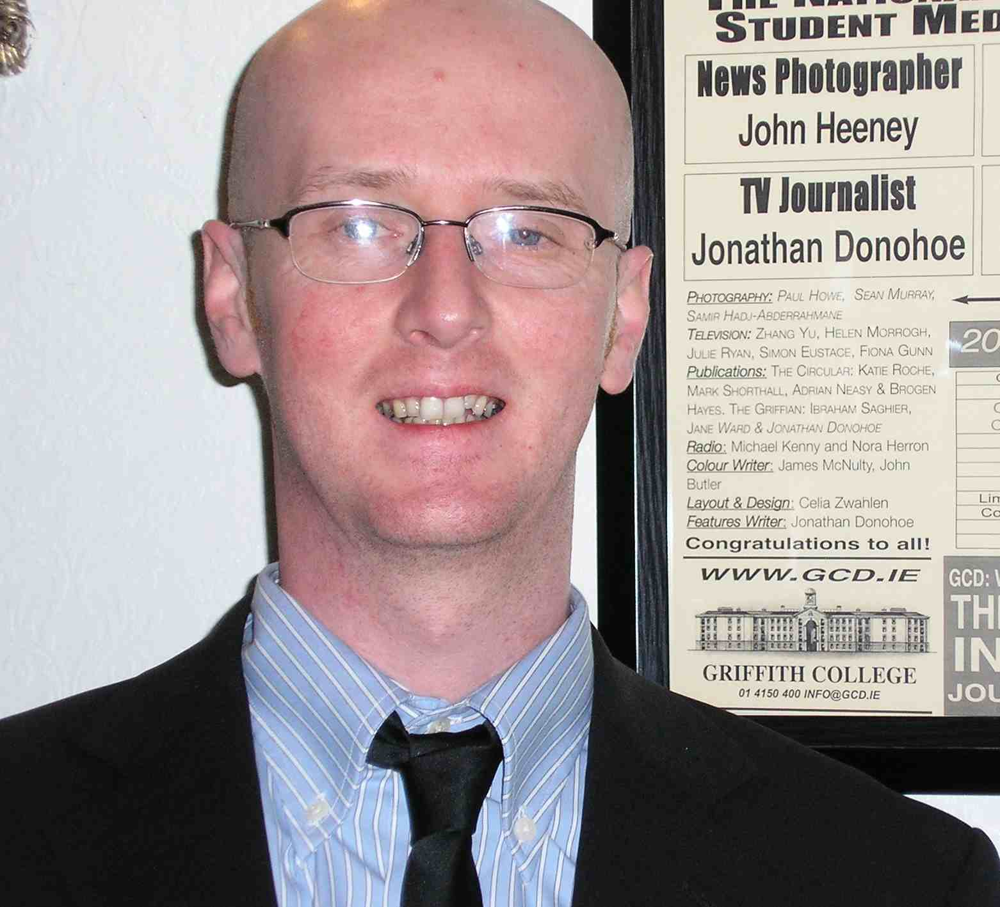 STUDENT MED
News Photographer
John Heeney
TV Journalist
Jonathan Donohoe
PHOTOGRAPHY: PAUL HOWE, SEAN MURRAY,
SAMIR HADJ-ABDERRAHMANE
TELEVISION: ZHANG YU, HELEN MORROGH,
JULIE RYAN, SIMON EUSTACE, FIONA GUNN
Publications: THE CIRCULAR: KATIE ROCHE,
MARK SHORTHALL, ADRIAN NEASY & BROGEN
HAYES. THE GRIFFIAN: IBRAHAM SAGHIER,
JANE WARD & JONATHAN DONOHOE
Radio: Michael Kenny and Nora Herron
Colour Writer: James McNulty, John
Butler
Layout & Design: Celia Zwahlen
Features Writer: Jonathan Donohoe
Congratulations to all!
WWW.GCD.IE
GRIFFITH COLLEGE
01 4150 400 INFO@GCD.IE
20
Lim
Co
GCD: W
TH
IN
JOU